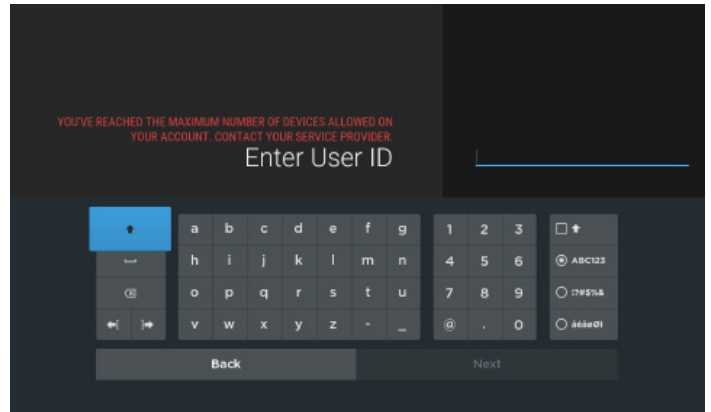 YOU'VE REACHED THE MAXIMUM NUMBER OF DEVICES ALLOWED ON
YOUR ACCOUNT. CONTACT YOUR SERVICE PROVIDER.
Enter User ID
a b c d e f g 1 2 3
h i j k l m n 4 5 6 ABC123
o p q r s t u 7 8 9 !?#$%&
v w x y z - _ @ . 0
Back Next